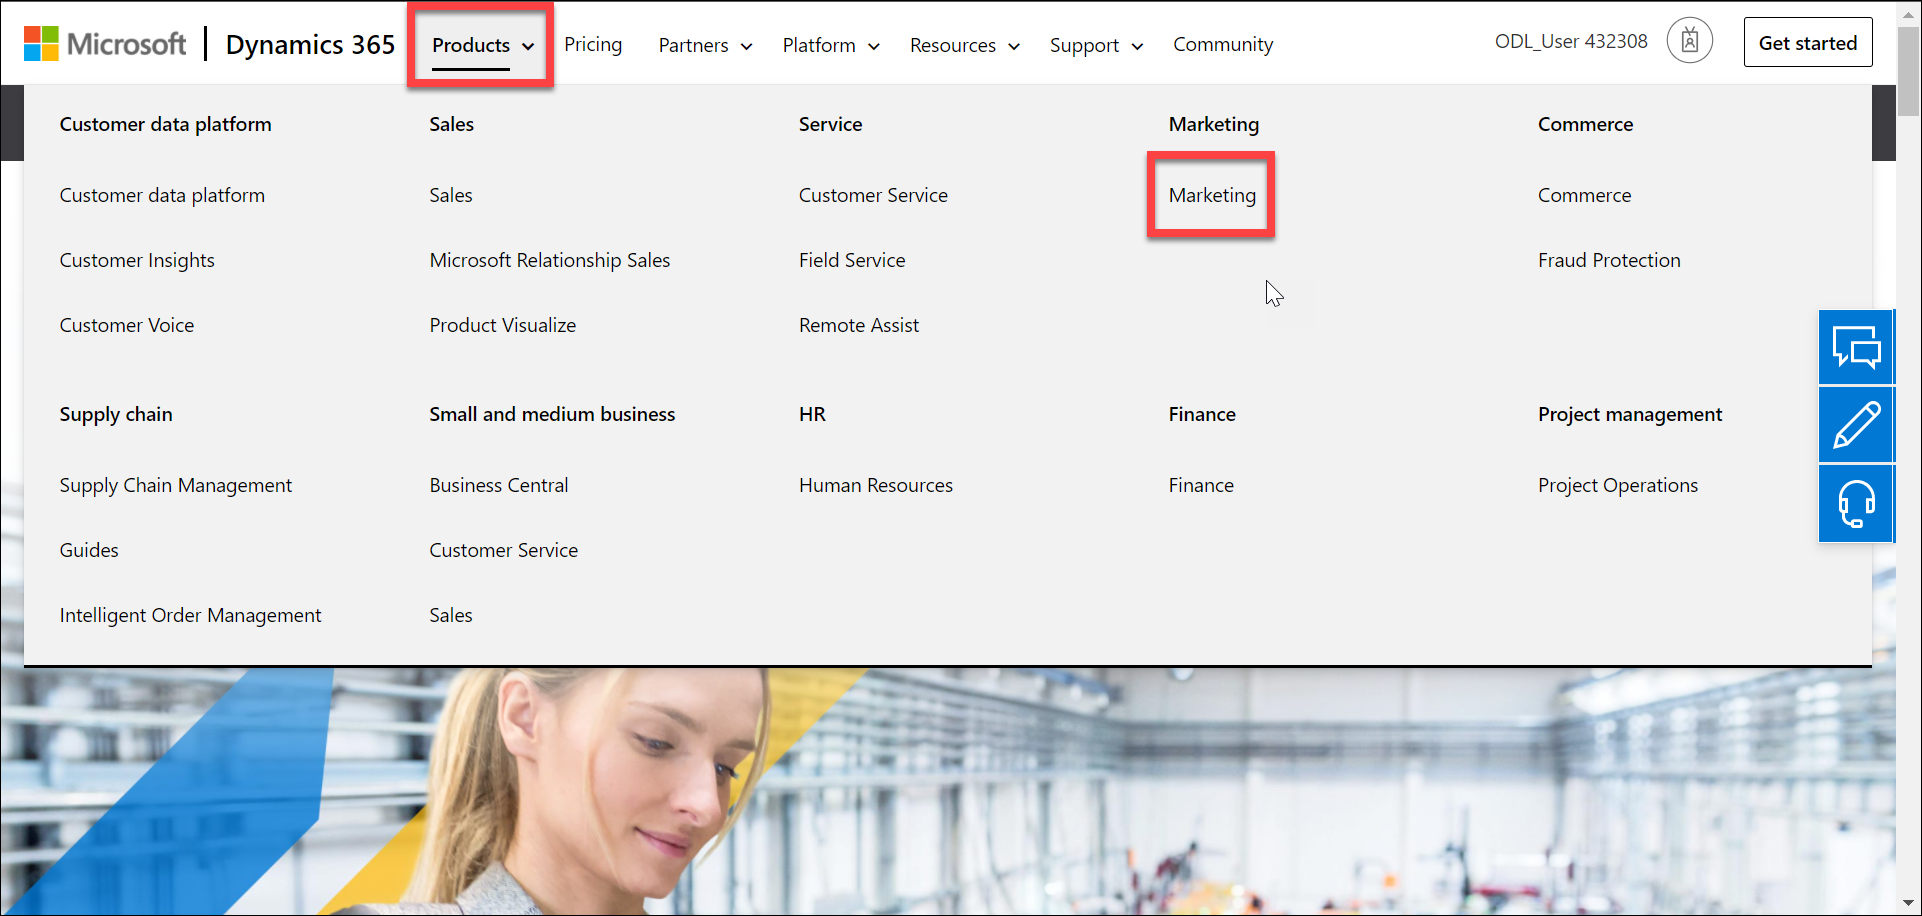 Microsoft | Dynamics 365 Products Pricing Partners Platform Resources Support Community ODL_User 432308 Get started
Customer data platform Sales Service Marketing Commerce
Customer data platform Sales Customer Service Marketing Commerce
Customer Insights Microsoft Relationship Sales Field Service Fraud Protection
Customer Voice Product Visualize Remote Assist
Supply chain Small and medium business HR Finance Project management
Supply Chain Management Business Central Human Resources Finance Project Operations
Guides Customer Service
Intelligent Order Management Sales